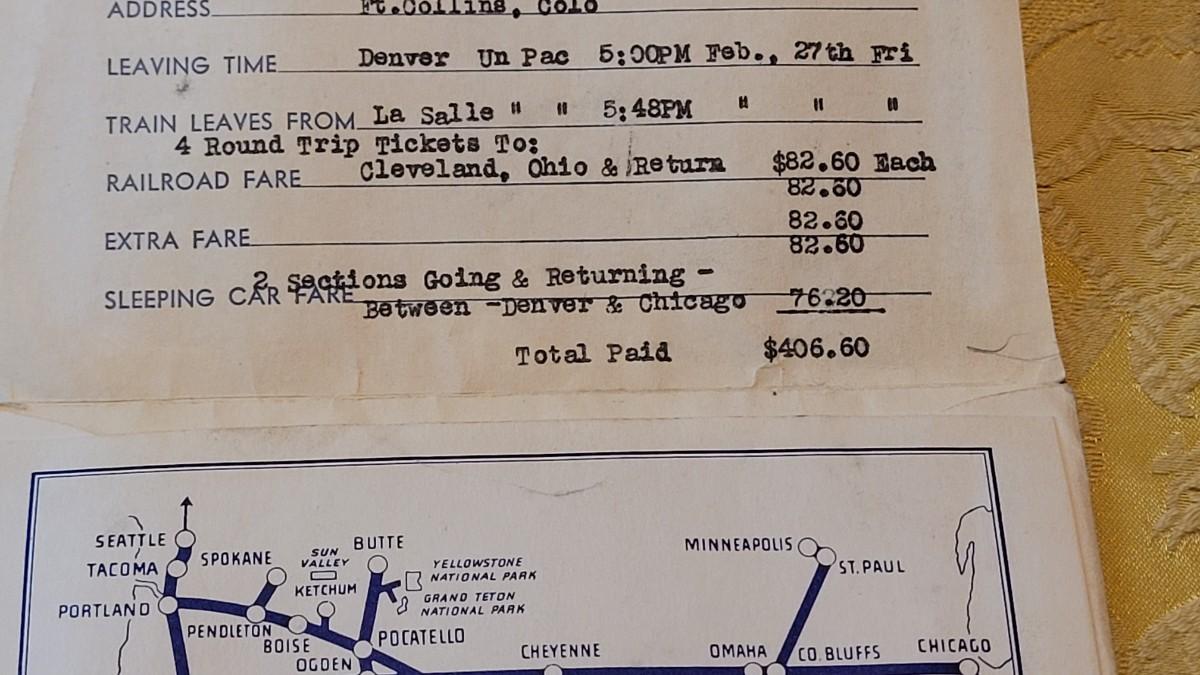 ADDRESS Ft.Collins, Colo
LEAVING TIME Denver Un Pac 5:00PM Feb., 27th Fri
TRAIN LEAVES FROM La Salle " " 5:48PM " " "
4 Round Trip Tickets To:
RAILROAD FARE Cleveland, Ohio & Return $82.60 Each
82.60
82.60
EXTRA FARE 82.60
2 Sections Going & Returning -
SLEEPING CAR FARE Between -Denver & Chicago 76.20
Total Paid $406.60
SEATTLE
TACOMA
SPOKANE
SUN
VALLEY
KETCHUM
BUTTE
YELLOWSTONE
NATIONAL PARK
GRAND TETON
NATIONAL PARK
MINNEAPOLIS
ST. PAUL
PORTLAND
PENDLETON
BOISE
POCATELLO
OGDEN
CHEYENNE
OMAHA
CO. BLUFFS
CHICAGO